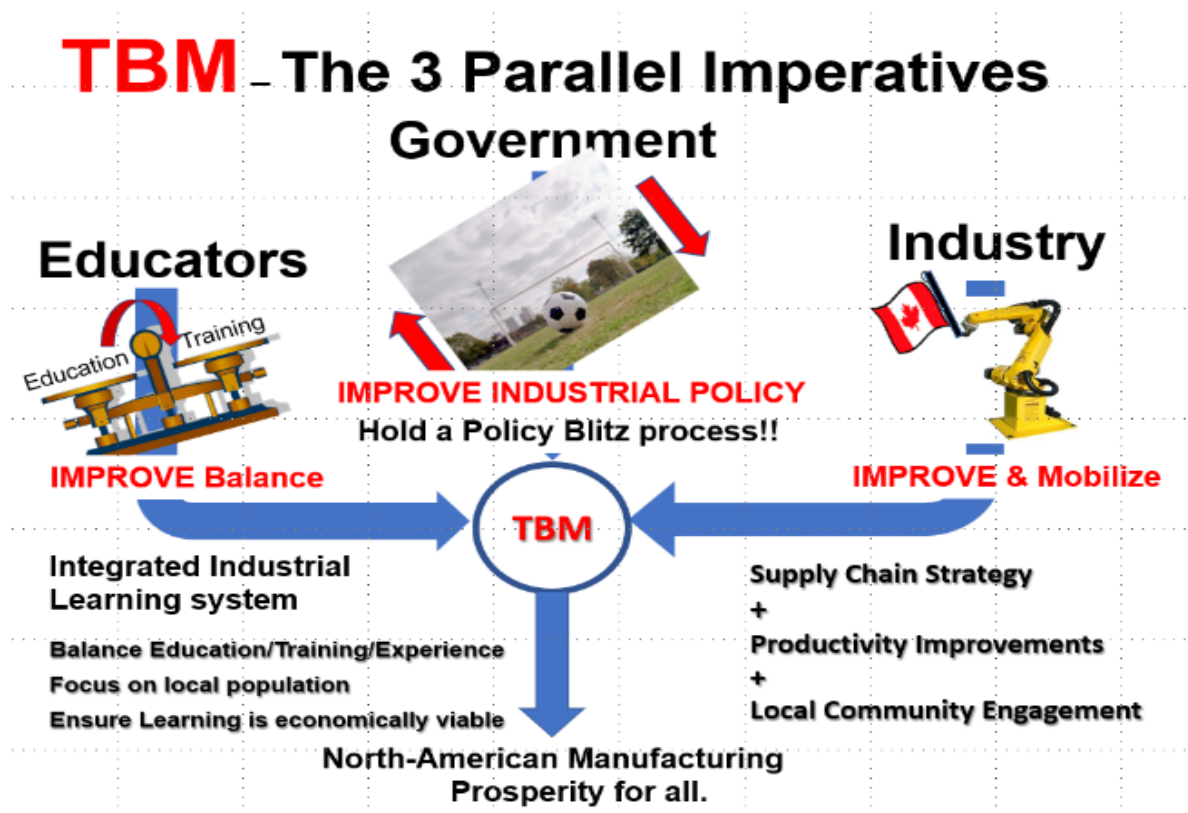 TBM – The 3 Parallel Imperatives
Government
Educators
Industry
Education
Training
IMPROVE INDUSTRIAL POLICY
Hold a Policy Blitz process!!
IMPROVE Balance
IMPROVE & Mobilize
TBM
Integrated Industrial
Learning system
Balance Education/Training/Experience
Focus on local population
Ensure Learning is economically viable
Supply Chain Strategy
+
Productivity Improvements
+
Local Community Engagement
North-American Manufacturing
Prosperity for all.